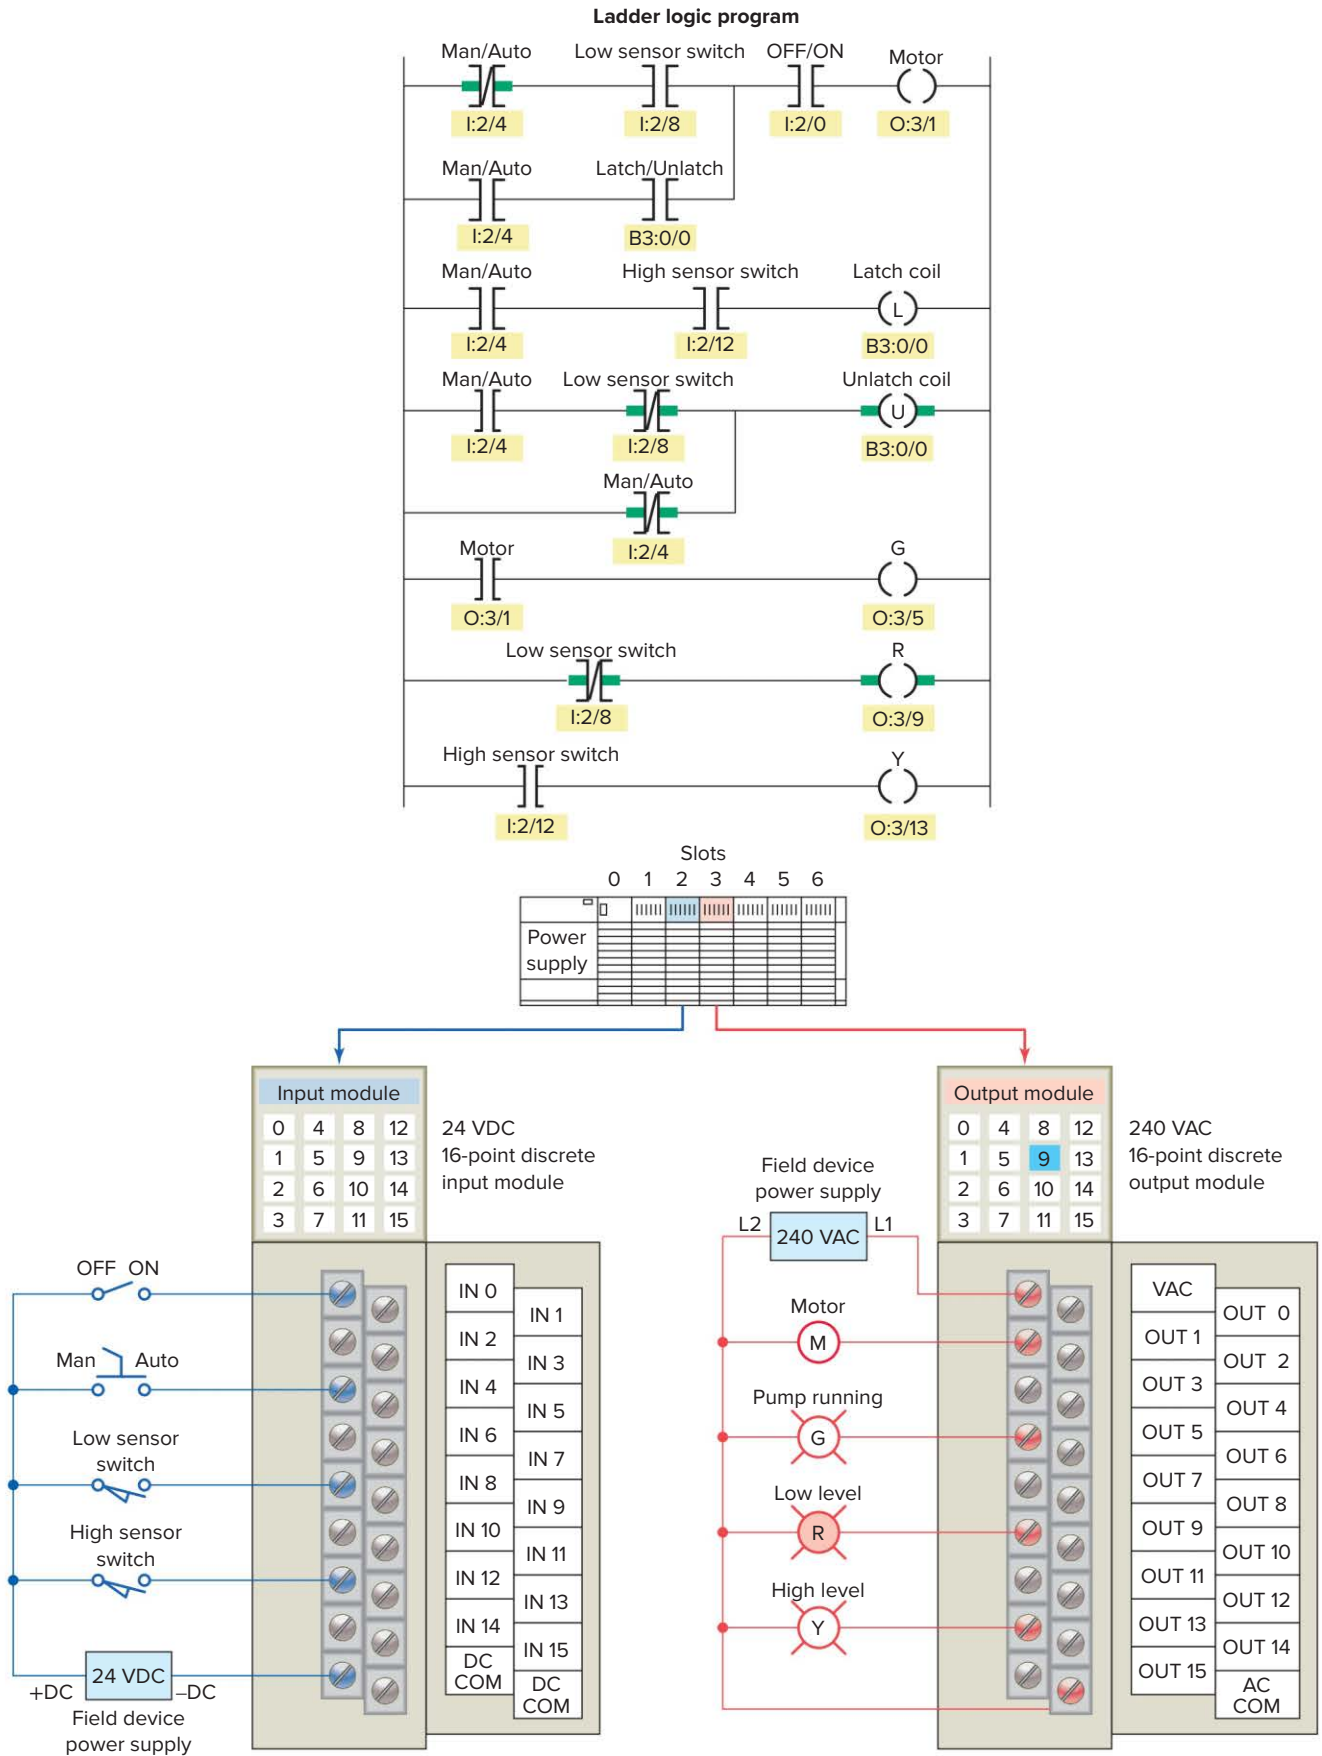 Ladder logic program
Man/Auto
Low sensor switch
OFF/ON
Motor
I:2/4
I:2/8
I:2/0
O:3/1
Man/Auto
Latch/Unlatch
I:2/4
B3:0/0
Man/Auto
High sensor switch
Latch coil
L
I:2/4
I:2/12
B3:0/0
Man/Auto
Low sensor switch
Unlatch coil
U
I:2/4
I:2/8
B3:0/0
Man/Auto
I:2/4
Motor
G
O:3/1
O:3/5
Low sensor switch
R
I:2/8
O:3/9
High sensor switch
Y
I:2/12
O:3/13
Slots
0 1 2 3 4 5 6
Power
supply
Input module
0 4 8 12
1 5 9 13
2 6 10 14
3 7 11 15
24 VDC
16-point discrete
input module
OFF ON
Man Auto
Low sensor
switch
High sensor
switch
24 VDC
+DC
–DC
Field device
power supply
IN 0
IN 1
IN 2
IN 3
IN 4
IN 5
IN 6
IN 7
IN 8
IN 9
IN 10
IN 11
IN 12
IN 13
IN 14
IN 15
DC
COM
DC
COM
Output module
0 4 8 12
1 5 9 13
2 6 10 14
3 7 11 15
240 VAC
16-point discrete
output module
Field device
power supply
L2
240 VAC
L1
Motor
M
Pump running
G
Low level
R
High level
Y
VAC
OUT 0
OUT 1
OUT 2
OUT 3
OUT 4
OUT 5
OUT 6
OUT 7
OUT 8
OUT 9
OUT 10
OUT 11
OUT 12
OUT 13
OUT 14
OUT 15
AC
COM